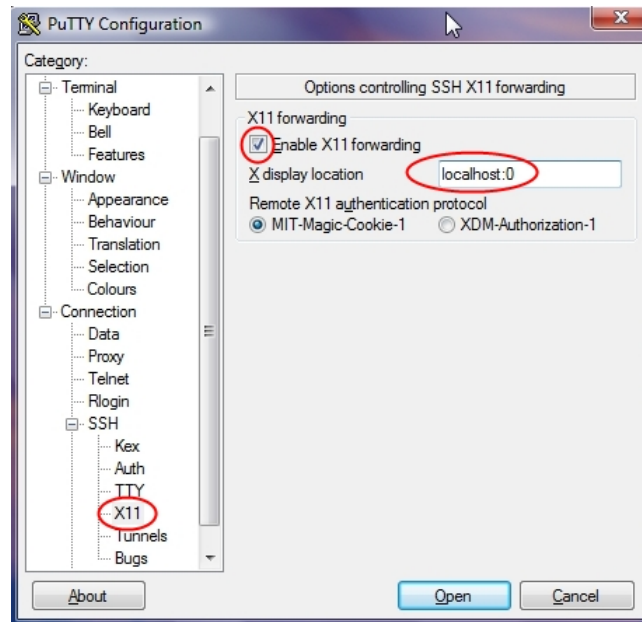 PuTTY Configuration
Category:
Terminal
Keyboard
Bell
Features
Window
Appearance
Behaviour
Translation
Selection
Colours
Connection
Data
Proxy
Telnet
Rlogin
SSH
Kex
Auth
TTY
X11
Tunnels
Bugs
Options controlling SSH X11 forwarding
X11 forwarding
Enable X11 forwarding
X display location localhost:0
Remote X11 authentication protocol
MIT-Magic-Cookie-1 XDM-Authorization-1
About Open Cancel